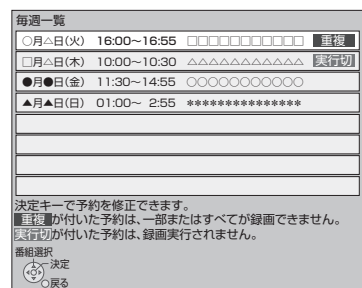 毎週一覧
○月△日(火) 16:00～16:55 □□□□□□□□□□□ 重複
□月△日(木) 10:00～10:30 △△△△△△△△△△△ 実行切
●月●日(金) 11:30～14:55 ○○○○○○○○○○○
▲月▲日(日) 01:00～ 2:55 ***************
決定キーで予約を修正できます。
重複 が付いた予約は、一部またはすべてが録画できません。
実行切が付いた予約は、録画実行されません。
番組選択
決定
戻る